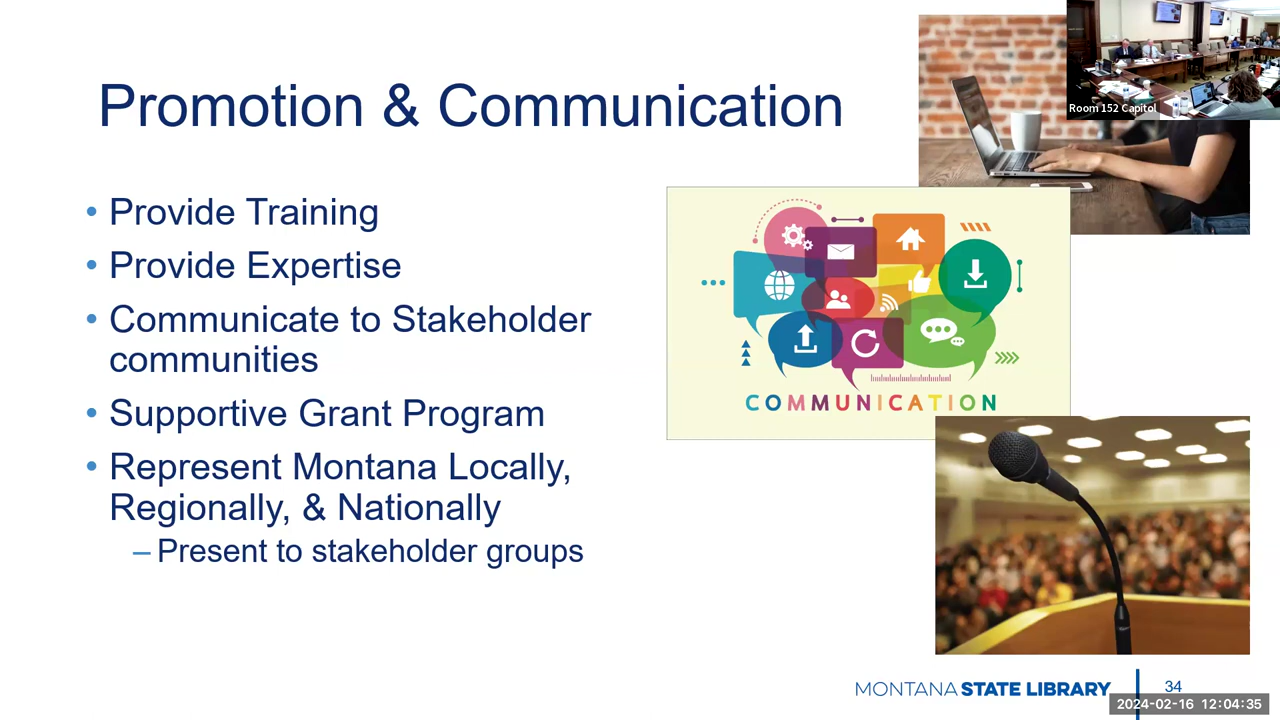 Room 152 Capitol
Promotion & Communication
• Provide Training
• Provide Expertise
• Communicate to Stakeholder
communities
• Supportive Grant Program
• Represent Montana Locally,
Regionally, & Nationally
– Present to stakeholder groups
COMMUNICATION
MONTANA STATE LIBRARY
34
2024-02-16 12:04:35